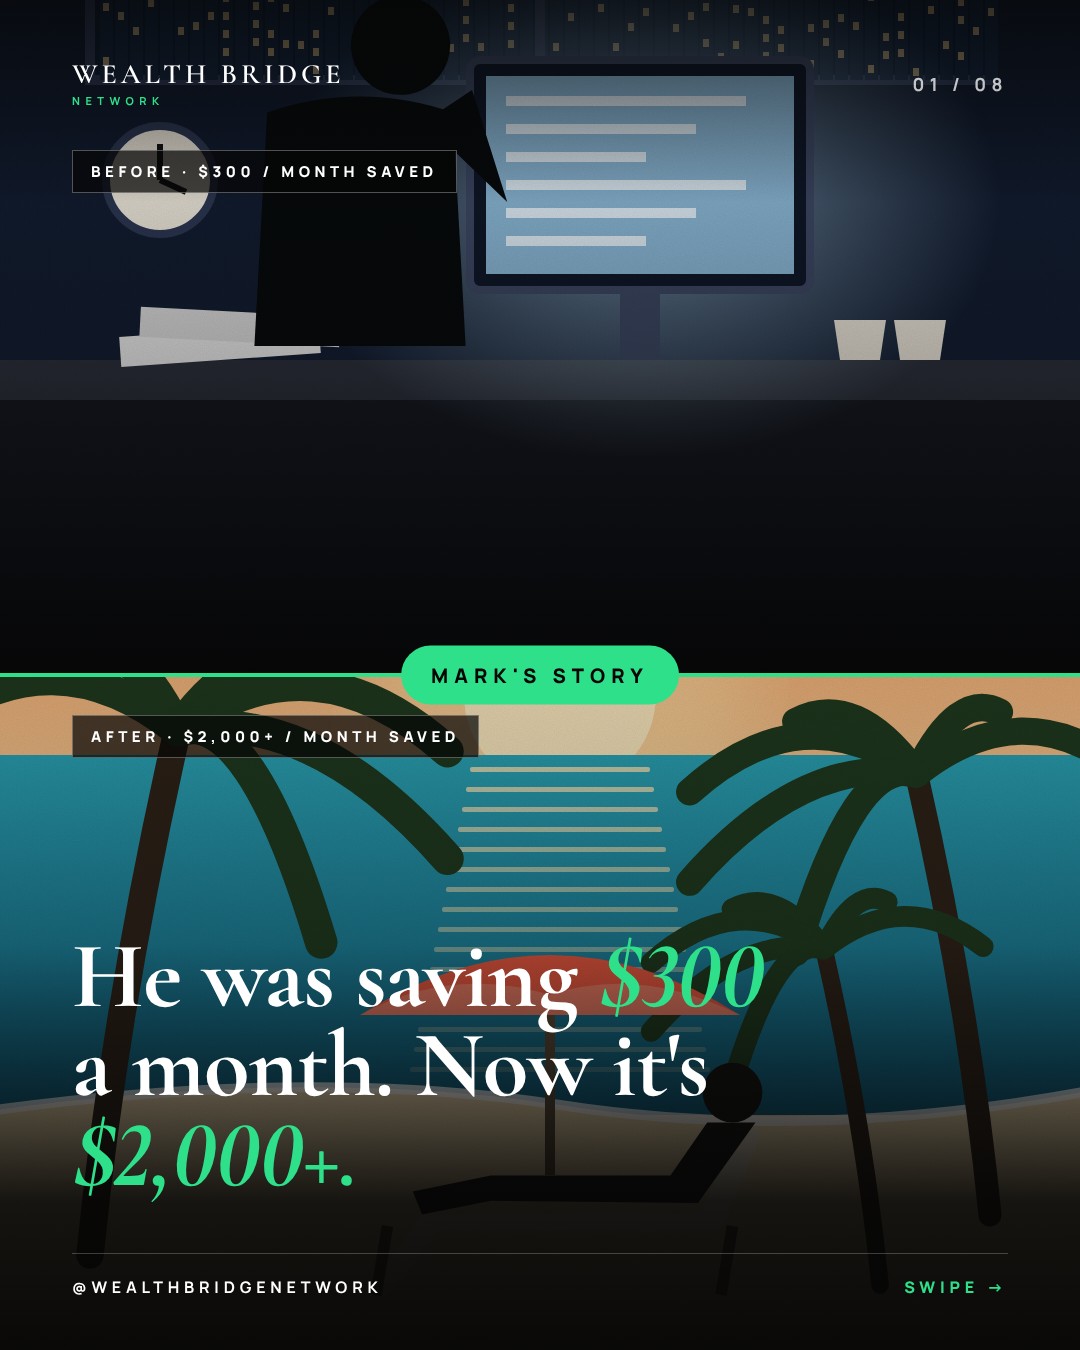 WEALTH BRIDGE
NETWORK
01 / 08
BEFORE · $300 / MONTH SAVED
MARK'S STORY
AFTER · $2,000+ / MONTH SAVED
He was saving $300
a month. Now it's
$2,000+.
@WEALTHBRIDGENETWORK
SWIPE →